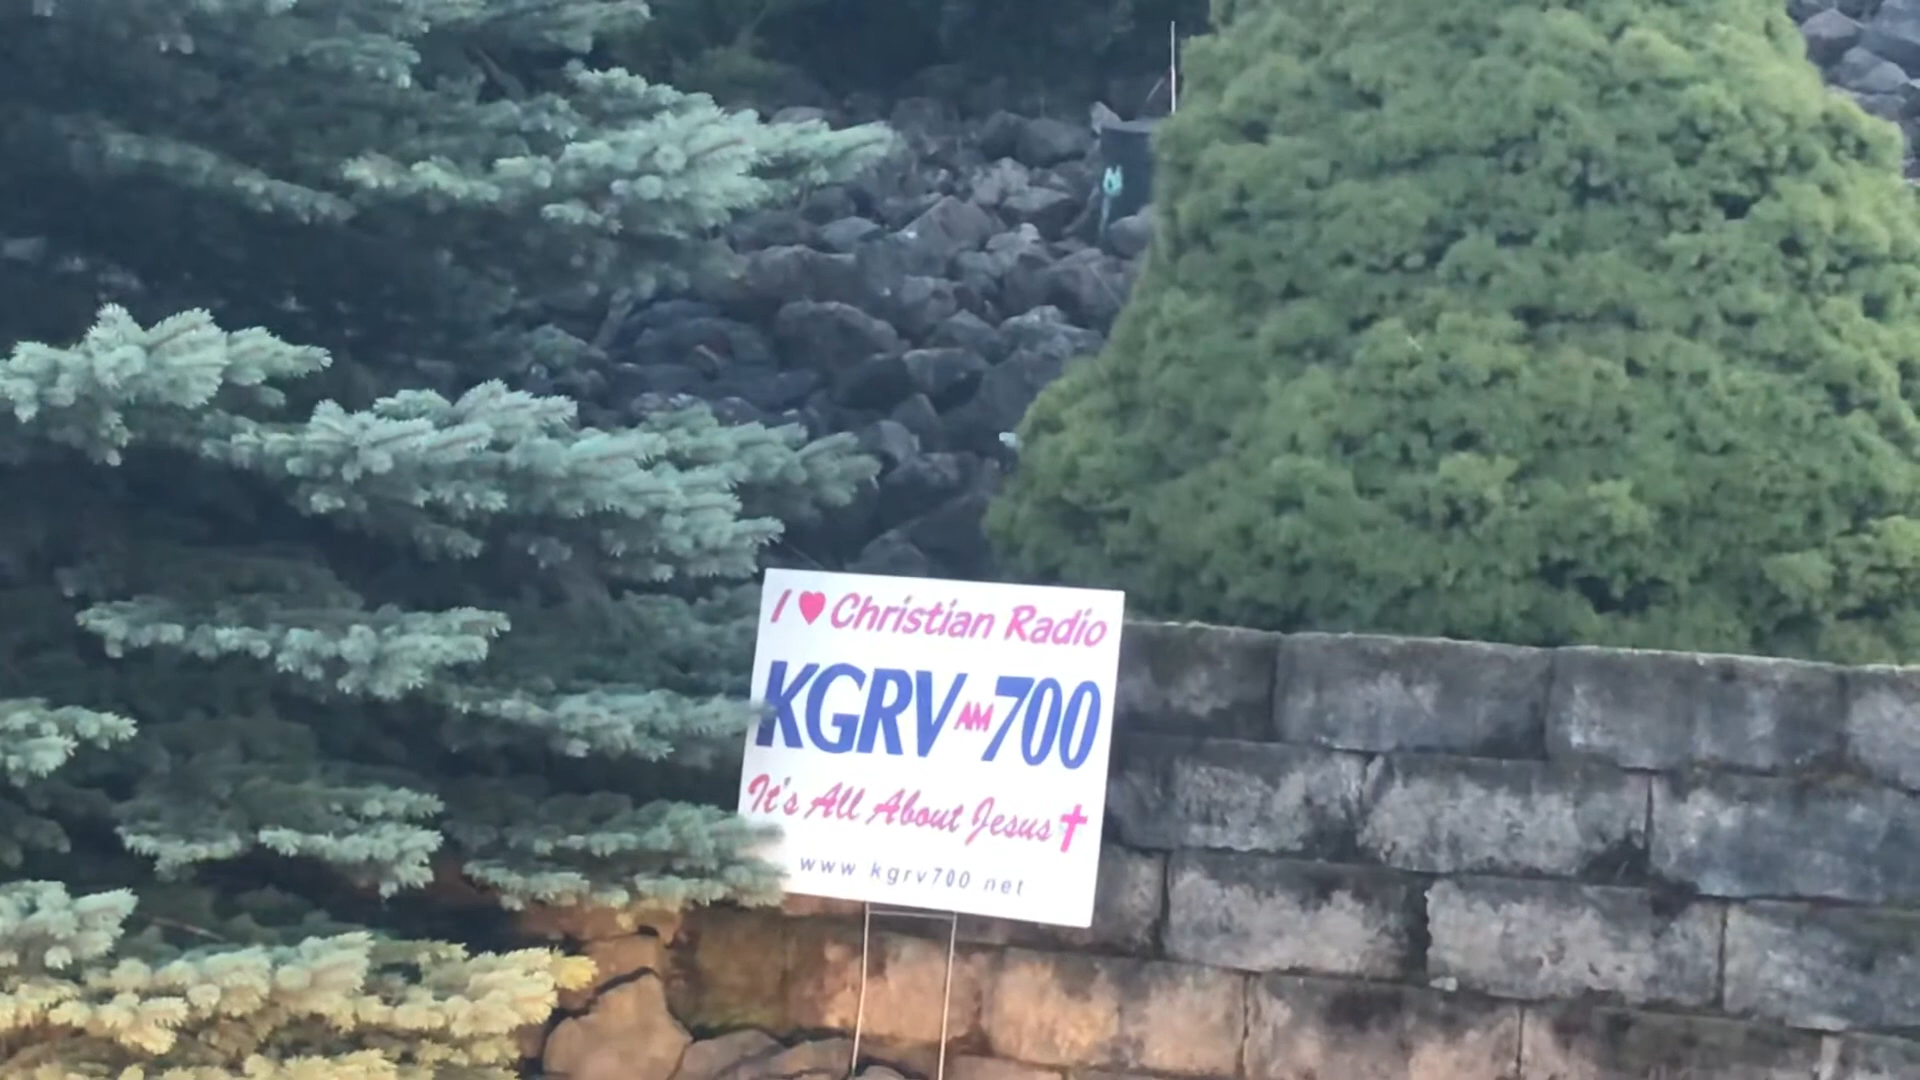 I ♥ Christian Radio
KGRV AM 700
It's All About Jesus ✝
www.kgrv700.net